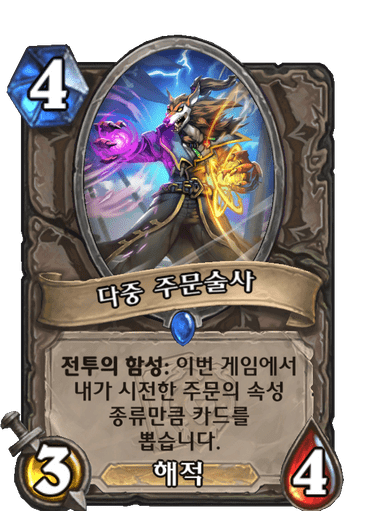 4
다중 주문술사
전투의 함성: 이번 게임에서
내가 시전한 주문의 속성
종류만큼 카드를
뽑습니다.
3
해적
4